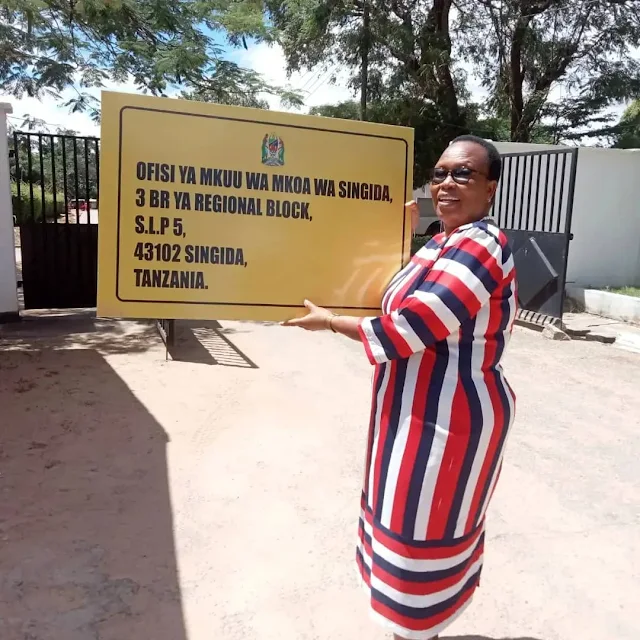 OFISI YA MKUU WA MKOA WA SINGIDA,
3 BR YA REGIONAL BLOCK,
S.L.P 5,
43102 SINGIDA,
TANZANIA.